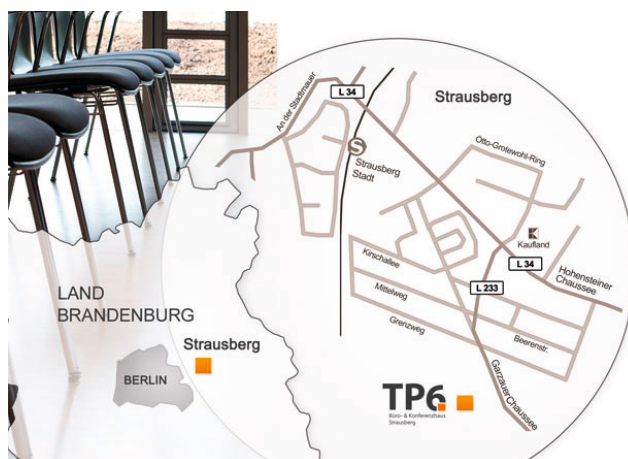 An der Stadtmauer
L 34
Strausberg
S
Strausberg
Stadt
Otto-Grotewohl-Ring
K
Kaufland
L 34
Hohensteiner
Chaussee
Kirschallee
Mittelweg
Grenzweg
L 233
Beerenstr.
Garzauer Chaussee
LAND
BRANDENBURG
Strausberg
BERLIN
TP6
Büro- & Konferenzhaus
Strausberg